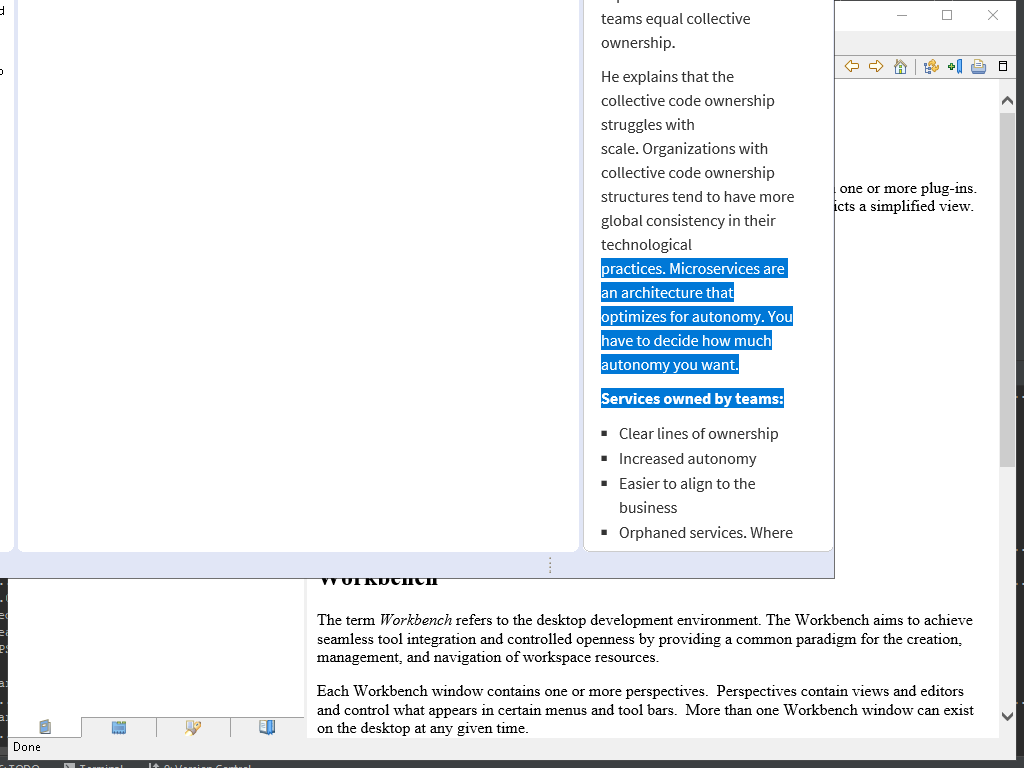 teams equal collective
ownership.
He explains that the
collective code ownership
struggles with
scale. Organizations with
collective code ownership
structures tend to have more
global consistency in their
technological
practices. Microservices are
an architecture that
optimizes for autonomy. You
have to decide how much
autonomy you want.
Services owned by teams:
Clear lines of ownership
Increased autonomy
Easier to align to the
business
Orphaned services. Where
one or more plug-ins.
icts a simplified view.
Workbench
The term Workbench refers to the desktop development environment. The Workbench aims to achieve
seamless tool integration and controlled openness by providing a common paradigm for the creation,
management, and navigation of workspace resources.
Each Workbench window contains one or more perspectives.  Perspectives contain views and editors
and control what appears in certain menus and tool bars.  More than one Workbench window can exist
on the desktop at any given time.
Done
TODO Terminal 9: Version Control